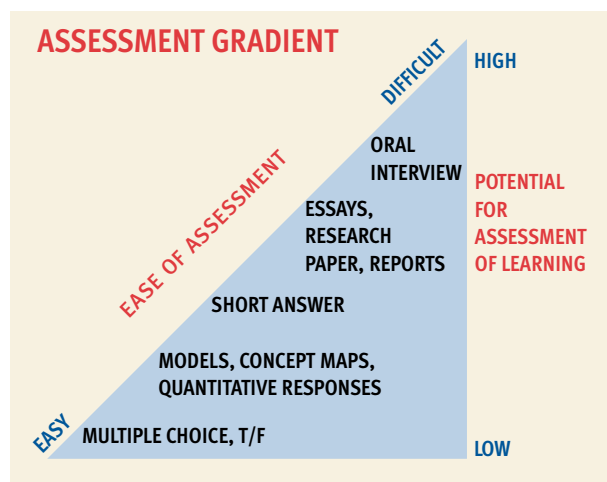 ASSESSMENT GRADIENT
DIFFICULT
HIGH
EASE OF ASSESSMENT
ORAL
INTERVIEW
POTENTIAL
FOR
ASSESSMENT
OF LEARNING
ESSAYS,
RESEARCH
PAPER, REPORTS
SHORT ANSWER
MODELS, CONCEPT MAPS,
QUANTITATIVE RESPONSES
EASY
MULTIPLE CHOICE, T/F
LOW